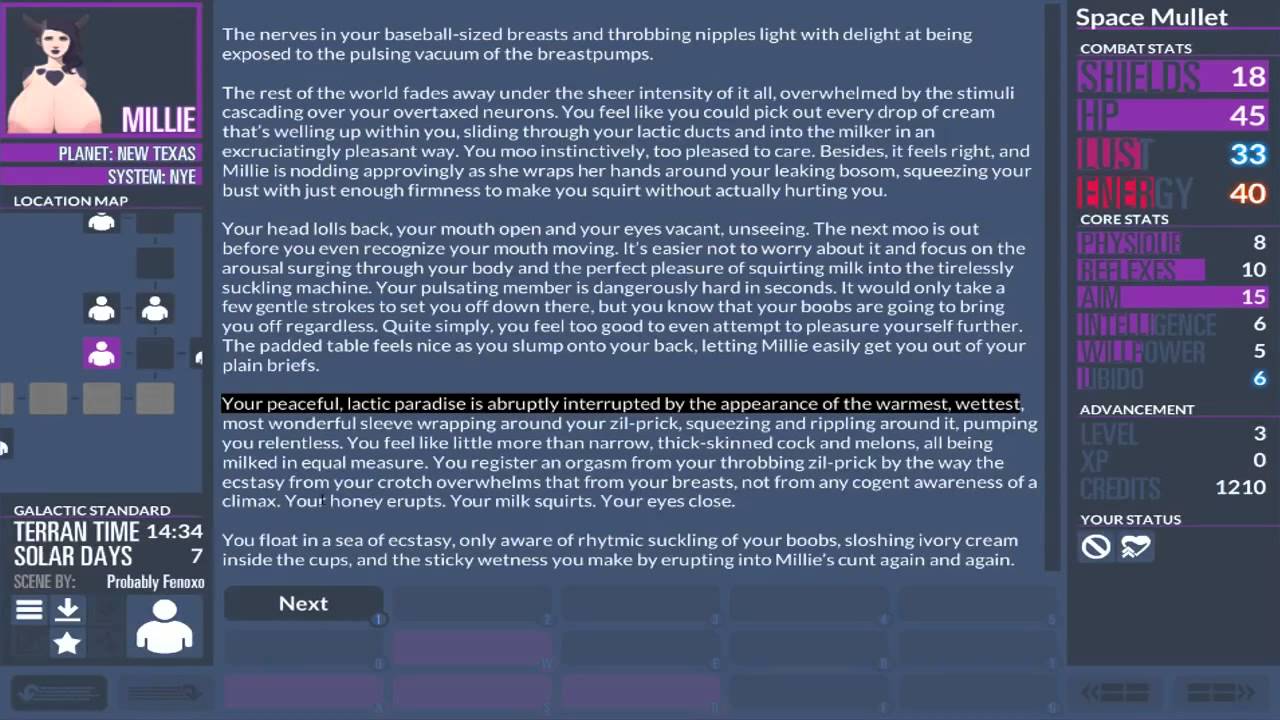 MILLIE
PLANET: NEW TEXAS
SYSTEM: NYE
LOCATION MAP
GALACTIC STANDARD
TERRAN TIME 14:34
SOLAR DAYS 7
SCENE BY: Probably Fenoxo
The nerves in your baseball-sized breasts and throbbing nipples light with delight at being
exposed to the pulsing vacuum of the breastpumps.
The rest of the world fades away under the sheer intensity of it all, overwhelmed by the stimuli
cascading over your overtaxed neurons. You feel like you could pick out every drop of cream
that's welling up within you, sliding through your lactic ducts and into the milker in an
excruciatingly pleasant way. You moo instinctively, too pleased to care. Besides, it feels right, and
Millie is nodding approvingly as she wraps her hands around your leaking bosom, squeezing your
bust with just enough firmness to make you squirt without actually hurting you.
Your head lolls back, your mouth open and your eyes vacant, unseeing. The next moo is out
before you even recognize your mouth moving. It's easier not to worry about it and focus on the
arousal surging through your body and the perfect pleasure of squirting milk into the tirelessly
suckling machine. Your pulsating member is dangerously hard in seconds. It would only take a
few gentle strokes to set you off down there, but you know that your boobs are going to bring
you off regardless. Quite simply, you feel too good to even attempt to pleasure yourself further.
The padded table feels nice as you slump onto your back, letting Millie easily get you out of your
plain briefs.
Your peaceful, lactic paradise is abruptly interrupted by the appearance of the warmest, wettest,
most wonderful sleeve wrapping around your zil-prick, squeezing and rippling around it, pumping
you relentless. You feel like little more than narrow, thick-skinned cock and melons, all being
milked in equal measure. You register an orgasm from your throbbing zil-prick by the way the
ecstasy from your crotch overwhelms that from your breasts, not from any cogent awareness of a
climax. Your honey erupts. Your milk squirts. Your eyes close.
You float in a sea of ecstasy, only aware of rhytmic suckling of your boobs, sloshing ivory cream
inside the cups, and the sticky wetness you make by erupting into Millie's cunt again and again.
Next
1 2 3 4 5
Q W E R T
A S D F G
Space Mullet
COMBAT STATS
SHIELDS 18
HP 45
LUST 33
ENERGY 40
CORE STATS
PHYSIQUE 8
REFLEXES 10
AIM 15
INTELLIGENCE 6
WILLPOWER 5
LIBIDO 6
ADVANCEMENT
LEVEL 3
XP 0
CREDITS 1210
YOUR STATUS